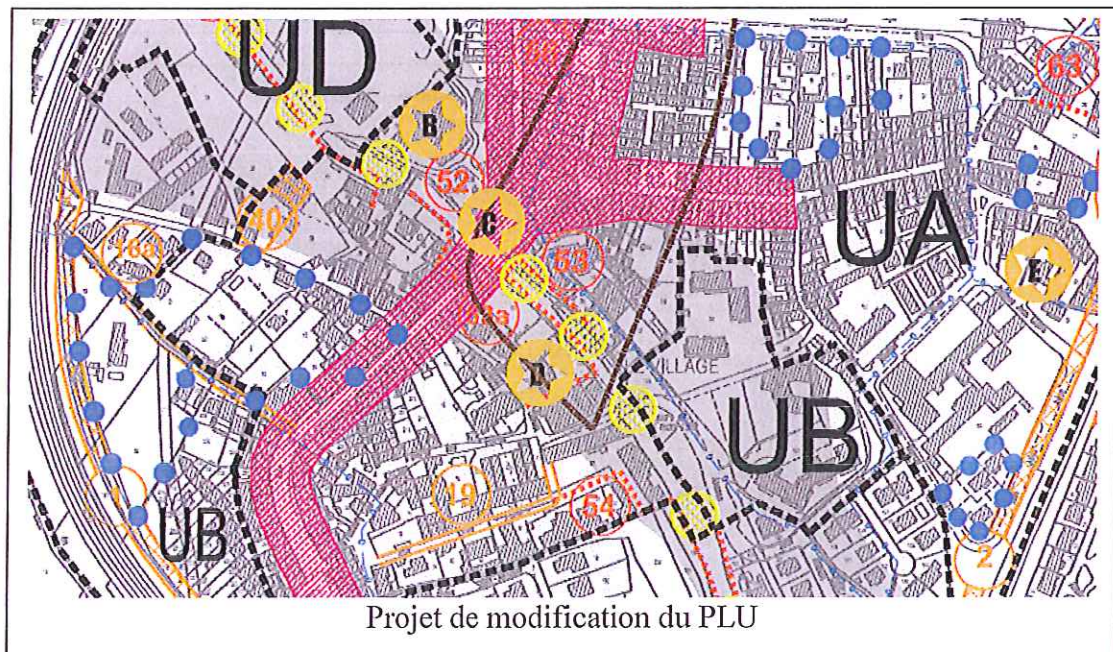 UD
63
B
52
C
UA
40
16a
53
E
VILLAGE
UB
19
54
1
UB
2
Projet de modification du PLU